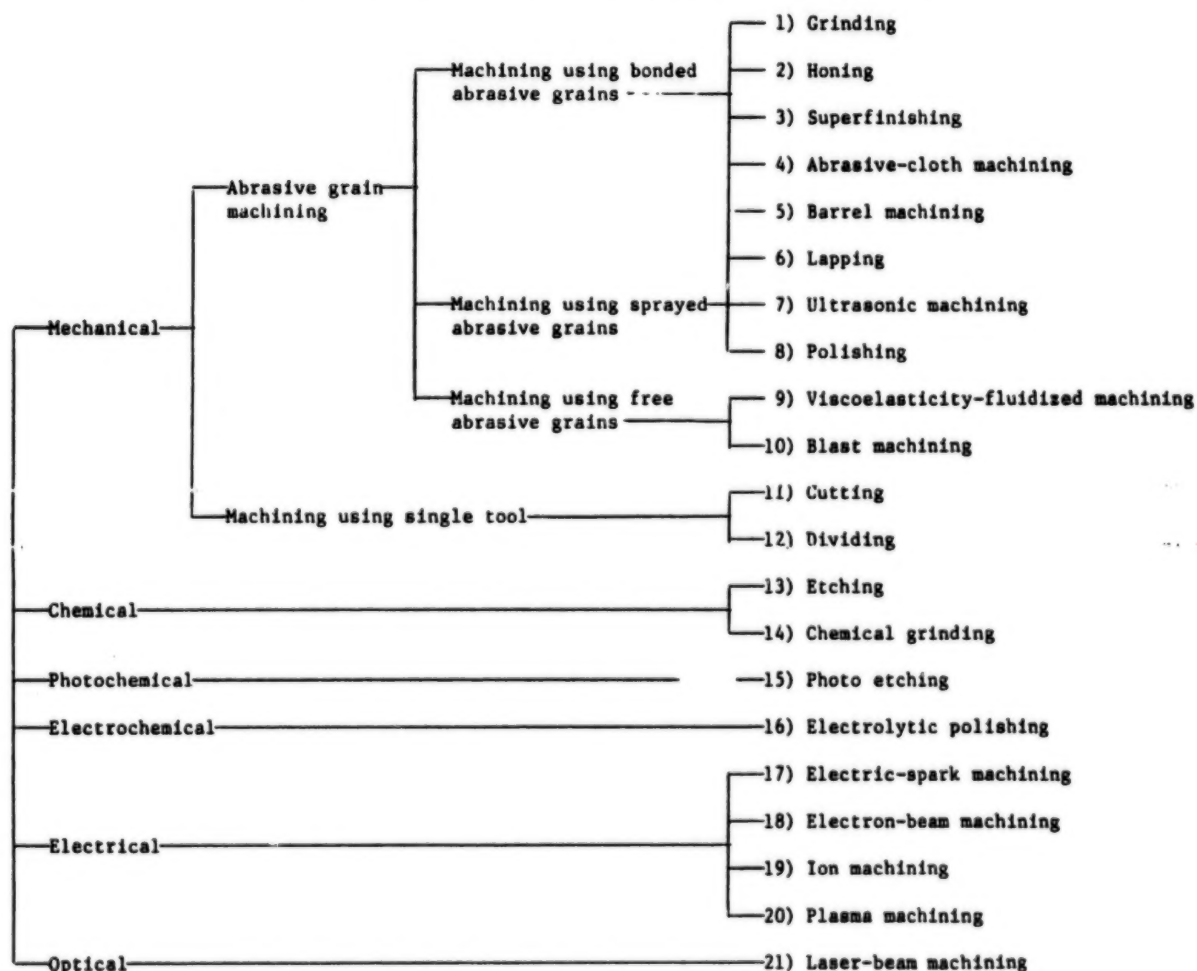 1) Grinding
Machining using bonded
abrasive grains
2) Honing
3) Superfinishing
4) Abrasive-cloth machining
Abrasive grain
machining
5) Barrel machining
6) Lapping
Machining using sprayed
abrasive grains
7) Ultrasonic machining
Mechanical
8) Polishing
Machining using free
abrasive grains
9) Viscoelasticity-fluidized machining
10) Blast machining
11) Cutting
Machining using single tool
12) Dividing
13) Etching
Chemical
14) Chemical grinding
Photochemical
15) Photo etching
Electrochemical
16) Electrolytic polishing
17) Electric-spark machining
18) Electron-beam machining
Electrical
19) Ion machining
20) Plasma machining
Optical
21) Laser-beam machining